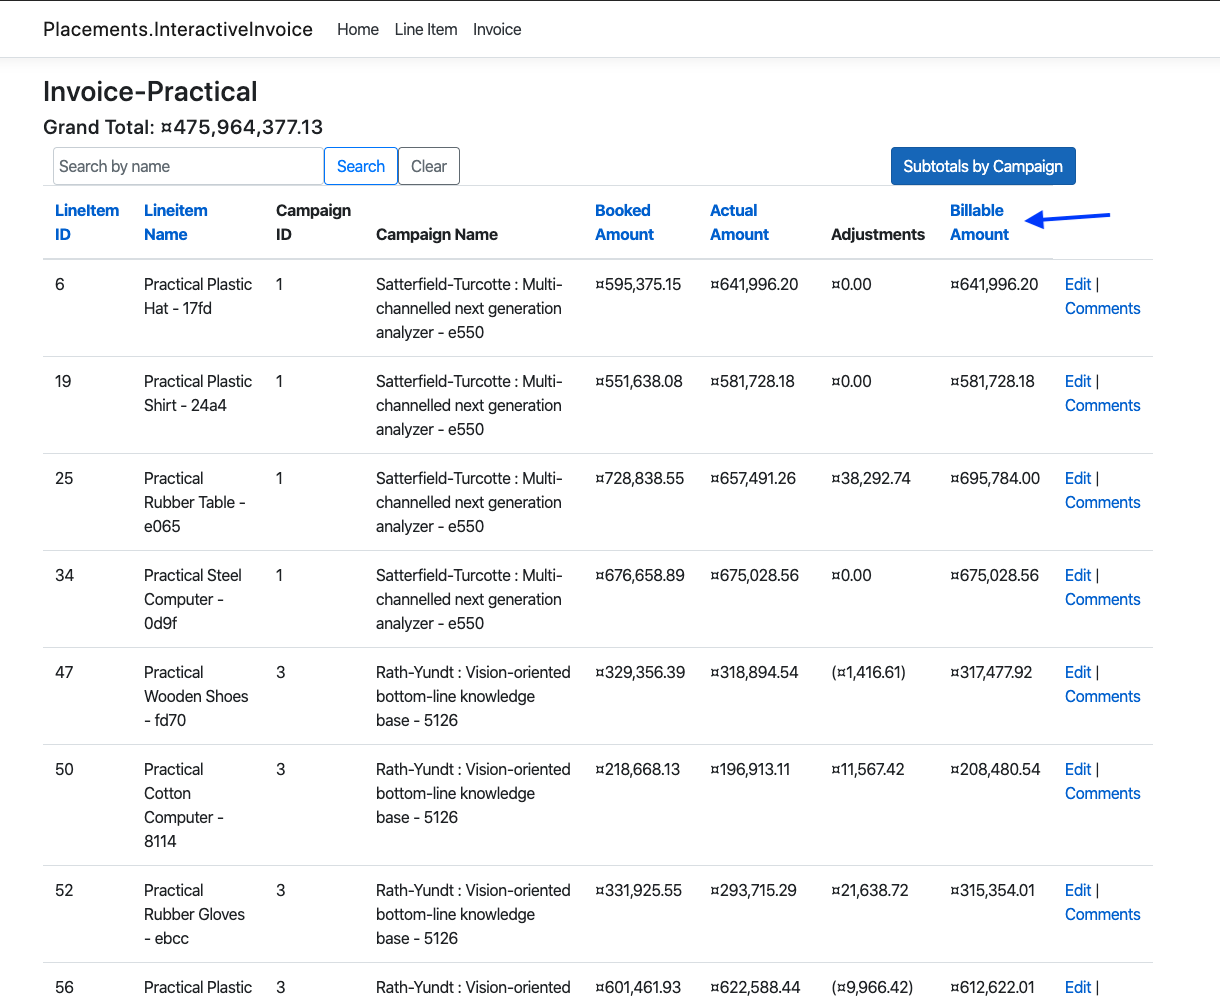 Placements.InteractiveInvoice Home Line Item Invoice
Invoice-Practical
Grand Total: ¤475,964,377.13
Search by name Search Clear Subtotals by Campaign
LineItem Lineitem Campaign Booked Actual Billable
ID Name ID Campaign Name Amount Amount Adjustments Amount
6 Practical Plastic 1 Satterfield-Turcotte : Multi- ¤595,375.15 ¤641,996.20 ¤0.00 ¤641,996.20 Edit |
Hat - 17fd channelled next generation Comments
analyzer - e550
19 Practical Plastic 1 Satterfield-Turcotte : Multi- ¤551,638.08 ¤581,728.18 ¤0.00 ¤581,728.18 Edit |
Shirt - 24a4 channelled next generation Comments
analyzer - e550
25 Practical 1 Satterfield-Turcotte : Multi- ¤728,838.55 ¤657,491.26 ¤38,292.74 ¤695,784.00 Edit |
Rubber Table - channelled next generation Comments
e065 analyzer - e550
34 Practical Steel 1 Satterfield-Turcotte : Multi- ¤676,658.89 ¤675,028.56 ¤0.00 ¤675,028.56 Edit |
Computer - channelled next generation Comments
0d9f analyzer - e550
47 Practical 3 Rath-Yundt : Vision-oriented ¤329,356.39 ¤318,894.54 (¤1,416.61) ¤317,477.92 Edit |
Wooden Shoes bottom-line knowledge Comments
- fd70 base - 5126
50 Practical 3 Rath-Yundt : Vision-oriented ¤218,668.13 ¤196,913.11 ¤11,567.42 ¤208,480.54 Edit |
Cotton bottom-line knowledge Comments
Computer - base - 5126
8114
52 Practical 3 Rath-Yundt : Vision-oriented ¤331,925.55 ¤293,715.29 ¤21,638.72 ¤315,354.01 Edit |
Rubber Gloves bottom-line knowledge Comments
- ebcc base - 5126
56 Practical Plastic 3 Rath-Yundt : Vision-oriented ¤601,461.93 ¤622,588.44 (¤9,966.42) ¤612,622.01 Edit |